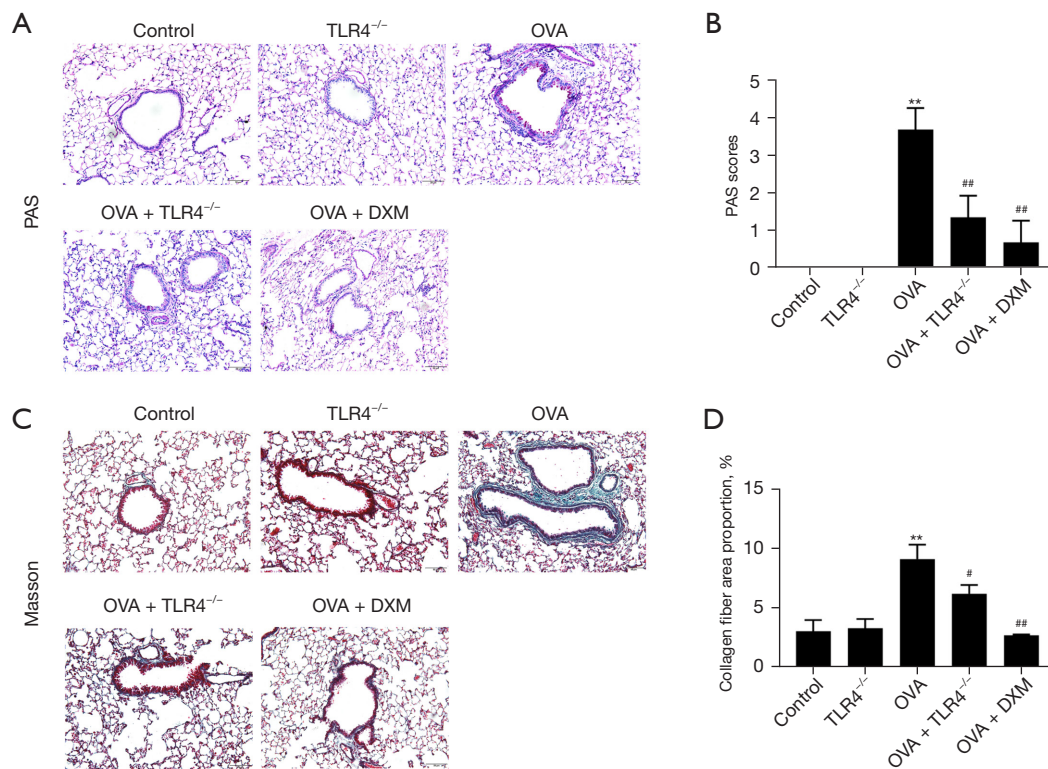 A
Control
TLR4⁻/⁻
OVA
PAS
OVA + TLR4⁻/⁻
OVA + DXM
B
PAS scores
5
4
3
2
1
0
**
##
##
Control
TLR4⁻/⁻
OVA
OVA + TLR4⁻/⁻
OVA + DXM
C
Control
TLR4⁻/⁻
OVA
Masson
OVA + TLR4⁻/⁻
OVA + DXM
D
Collagen fiber area proportion, %
15
10
5
0
**
#
##
Control
TLR4⁻/⁻
OVA
OVA + TLR4⁻/⁻
OVA + DXM